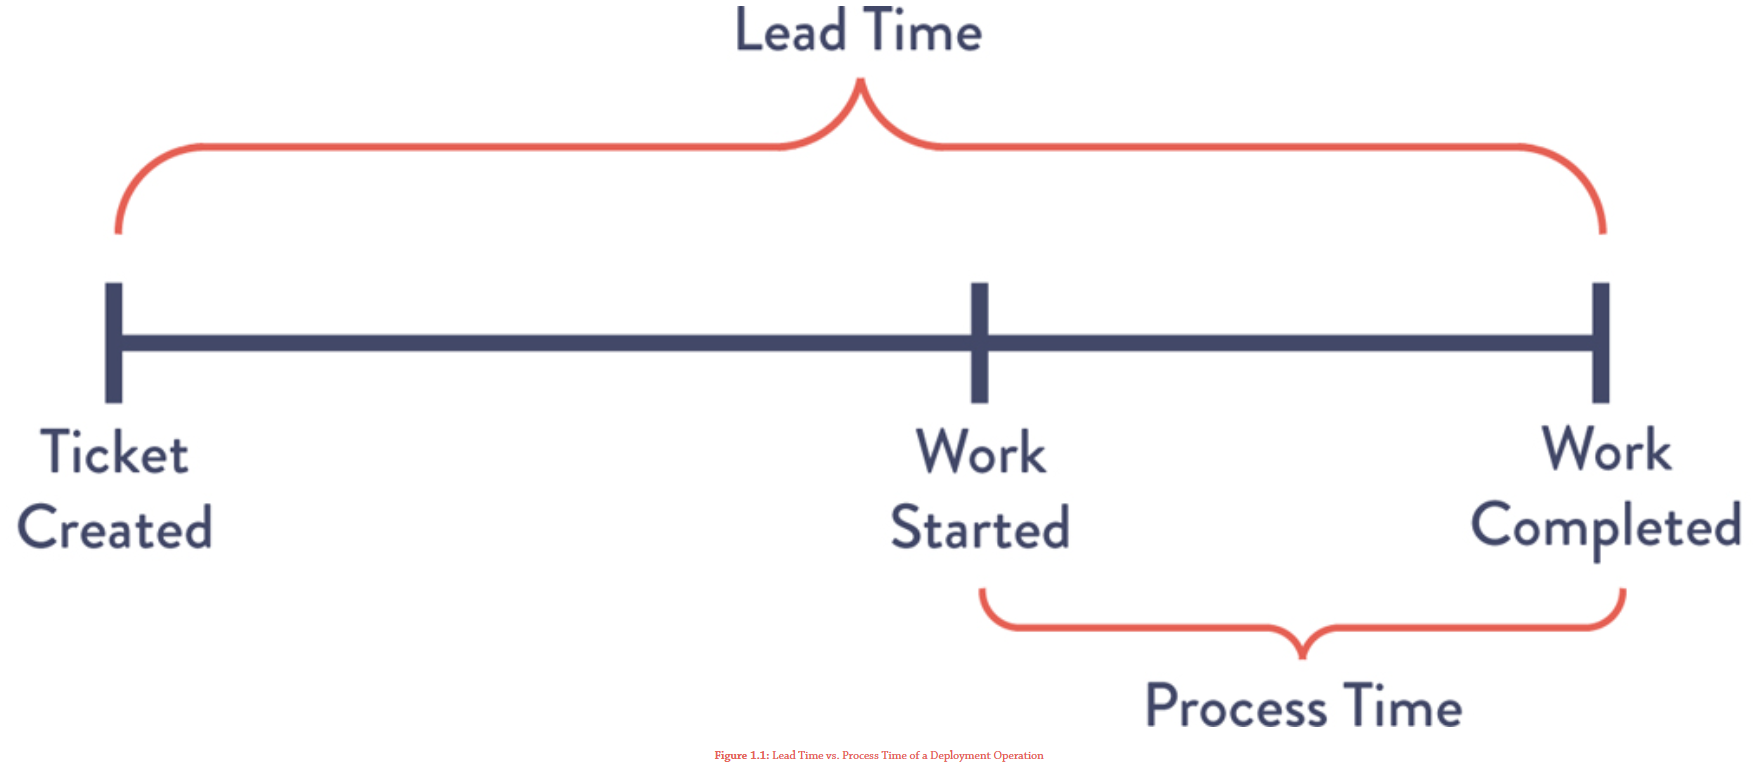 Lead Time
Ticket
Created
Work
Started
Work
Completed
Process Time
Figure 1.1: Lead Time vs. Process Time of a Deployment Operation